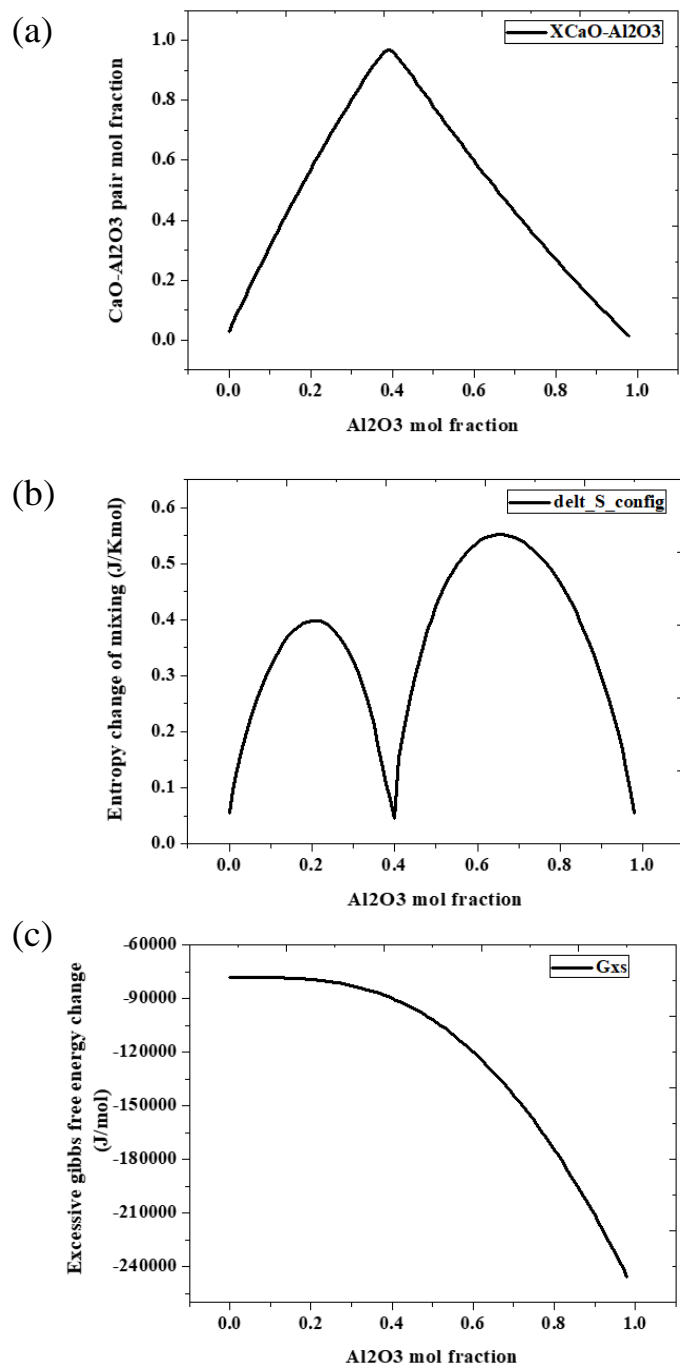 (a)
XCaO-Al2O3
CaO-Al2O3 pair mol fraction
1.0
0.8
0.6
0.4
0.2
0.0
0.0 0.2 0.4 0.6 0.8 1.0
Al2O3 mol fraction
(b)
delt_S_config
Entropy change of mixing (J/Kmol)
0.6
0.5
0.4
0.3
0.2
0.1
0.0
0.0 0.2 0.4 0.6 0.8 1.0
Al2O3 mol fraction
(c)
Gxs
Excessive gibbs free energy change
(J/mol)
-60000
-90000
-120000
-150000
-180000
-210000
-240000
0.0 0.2 0.4 0.6 0.8 1.0
Al2O3 mol fraction